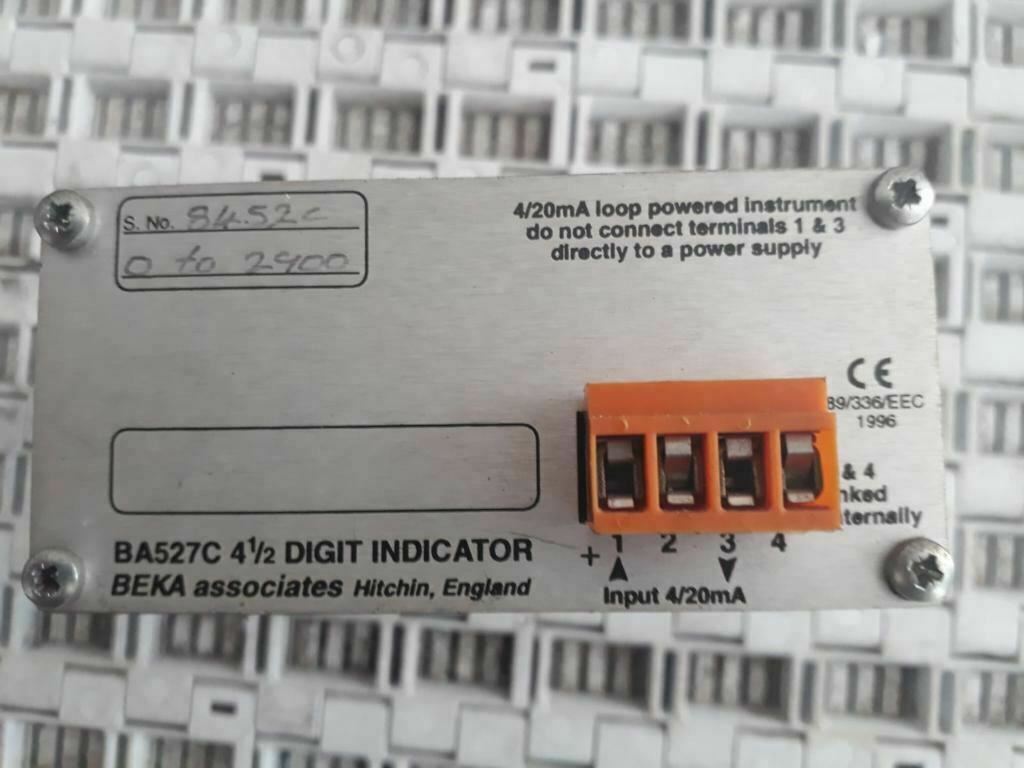 S. No. 8452C
0 to 2400
4/20mA loop powered instrument
do not connect terminals 1 & 3
directly to a power supply
CE
89/336/EEC
1996
& 4
BA527C 4½ DIGIT INDICATOR
BEKA associates Hitchin, England
+ 1 2 3 4
Input 4/20mA